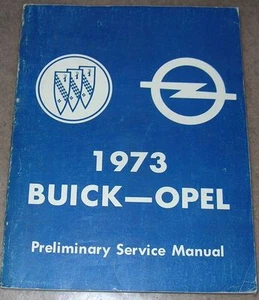 1973
BUICK—OPEL
Preliminary Service Manual